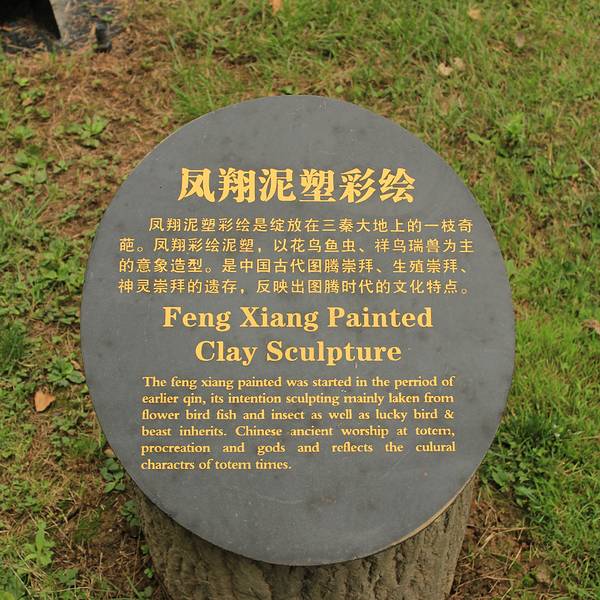 凤翔泥塑彩绘
凤翔泥塑彩绘是绽放在三秦大地上的一枝奇
葩。凤翔彩绘泥塑，以花鸟鱼虫、祥鸟瑞兽为主
的意象造型。是中国古代图腾崇拜、生殖崇拜、
神灵崇拜的遗存，反映出图腾时代的文化特点。
Feng Xiang Painted
Clay Sculpture
The feng xiang painted was started in the perriod of
earlier qin, its intention sculpting mainly laken from
flower bird fish and insect as well as lucky bird &
beast inherits. Chinese ancient worship at totem,
procreation and gods and reflects the culural
charactrs of totem times.